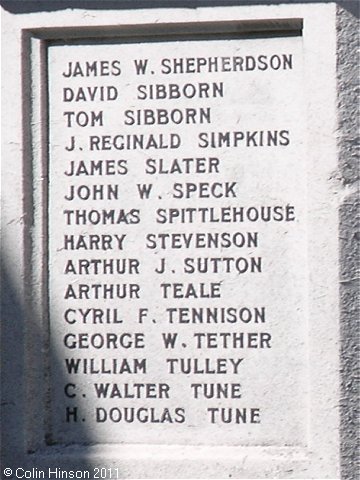 JAMES W. SHEPHERDSON
DAVID SIBBORN
TOM SIBBORN
J. REGINALD SIMPKINS
JAMES SLATER
JOHN W. SPECK
THOMAS SPITTLEHOUSE
HARRY STEVENSON
ARTHUR J. SUTTON
ARTHUR TEALE
CYRIL F. TENNISON
GEORGE W. TETHER
WILLIAM TULLEY
C. WALTER TUNE
H. DOUGLAS TUNE
©Colin Hinson 2011